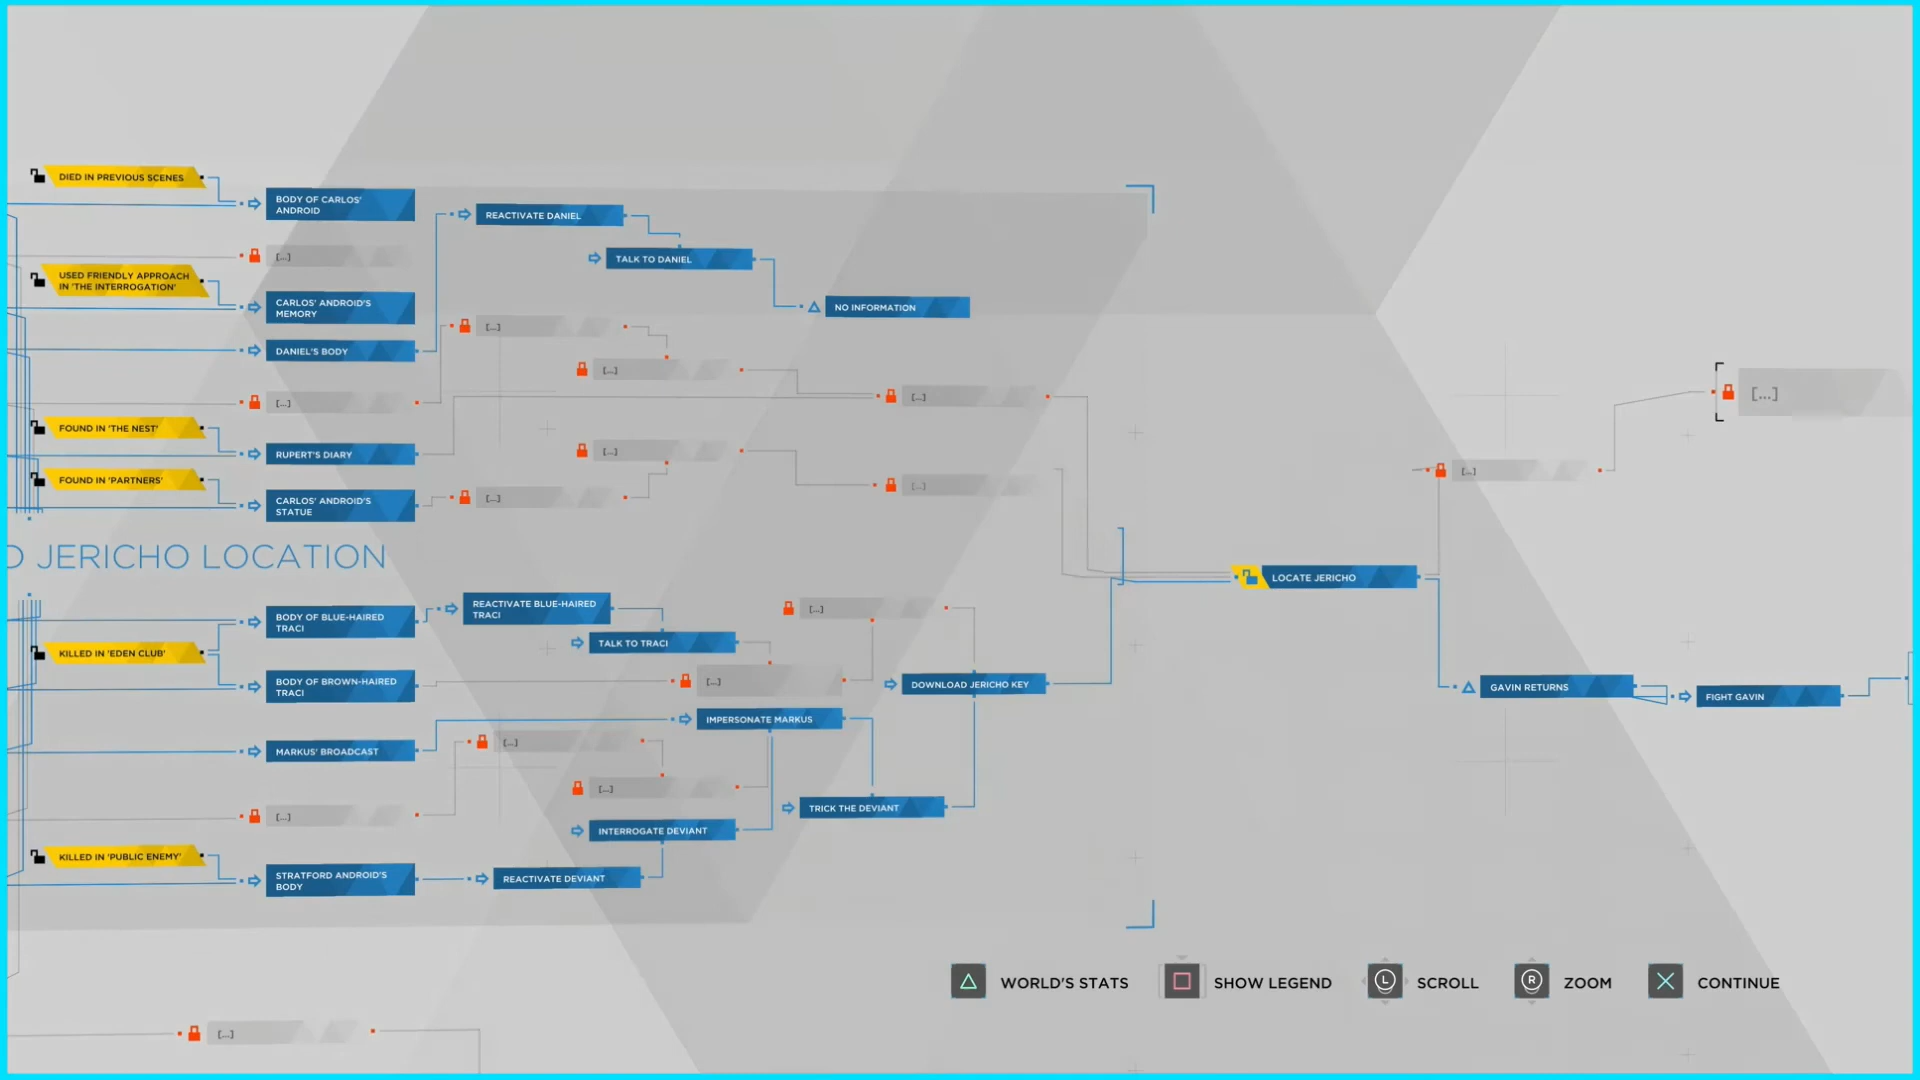 DIED IN PREVIOUS SCENES
BODY OF CARLOS'
ANDROID
REACTIVATE DANIEL
[...]
TALK TO DANIEL
USED FRIENDLY APPROACH
IN 'THE INTERROGATION'
CARLOS' ANDROID'S
MEMORY
NO INFORMATION
[...]
DANIEL'S BODY
[...]
[...]
[...]
[...]
FOUND IN 'THE NEST'
RUPERT'S DIARY
[...]
[...]
FOUND IN 'PARTNERS'
CARLOS' ANDROID'S
STATUE
[...]
[...]
JERICHO LOCATION
LOCATE JERICHO
BODY OF BLUE-HAIRED
TRACI
REACTIVATE BLUE-HAIRED
TRACI
[...]
TALK TO TRACI
KILLED IN 'EDEN CLUB'
BODY OF BROWN-HAIRED
TRACI
[...]
DOWNLOAD JERICHO KEY
GAVIN RETURNS
FIGHT GAVIN
IMPERSONATE MARKUS
MARKUS' BROADCAST
[...]
[...]
TRICK THE DEVIANT
[...]
INTERROGATE DEVIANT
KILLED IN 'PUBLIC ENEMY'
STRATFORD ANDROID'S
BODY
REACTIVATE DEVIANT
WORLD'S STATS
SHOW LEGEND
L
SCROLL
R
ZOOM
CONTINUE
[...]